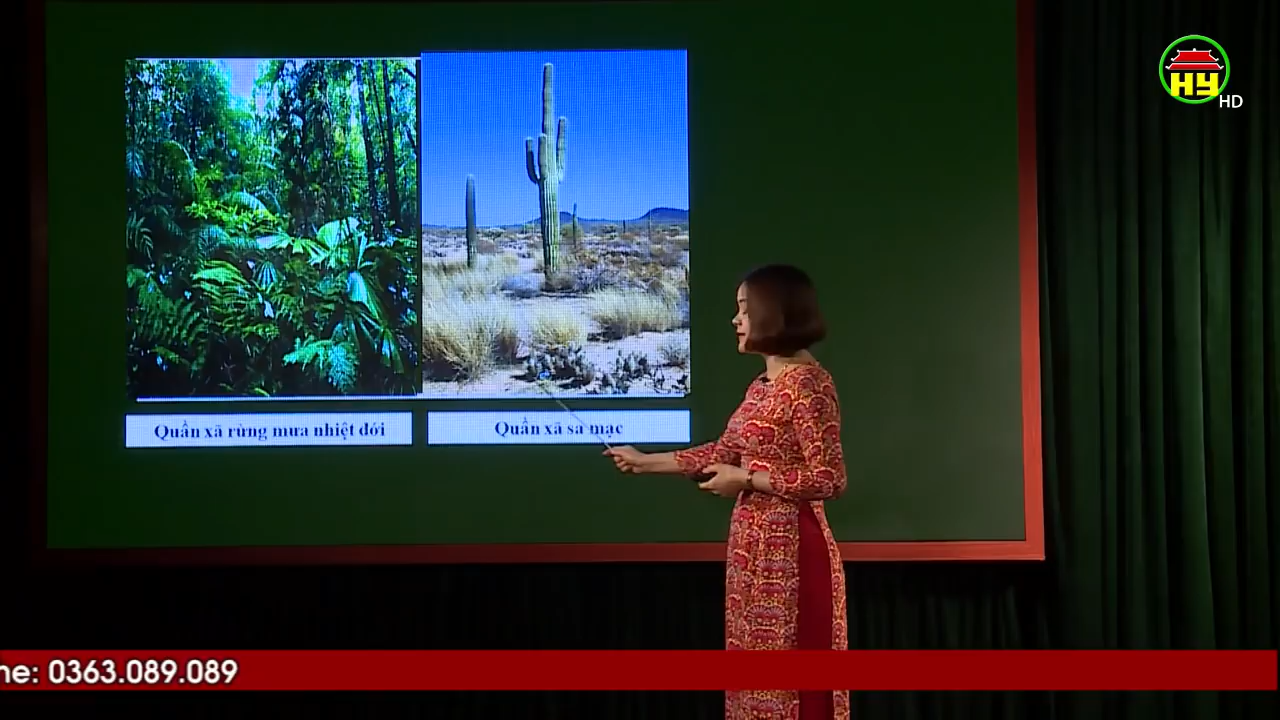 HY
HD
Quần xã rừng mưa nhiệt đới
Quần xã sa mạc
ne: 0363.089.089